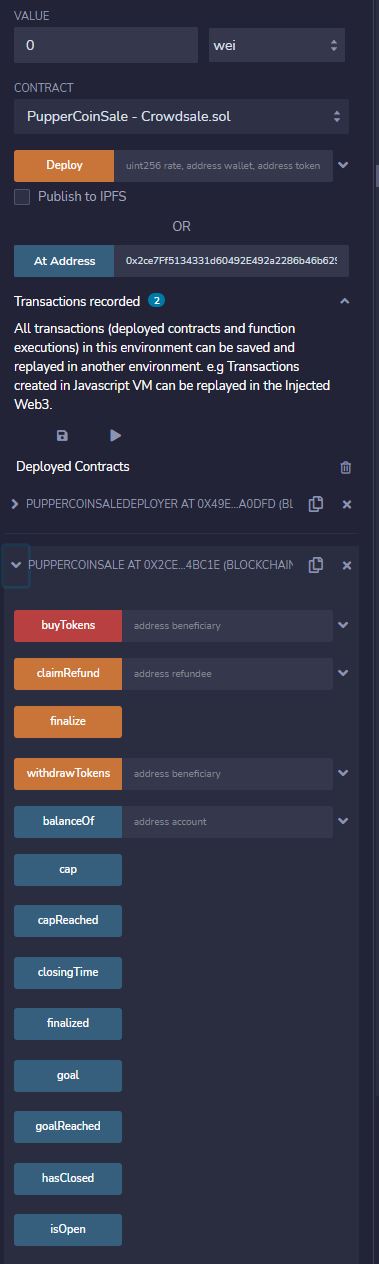 VALUE
0 wei
CONTRACT
PupperCoinSale - Crowdsale.sol
Deploy uint256 rate, address wallet, address token
Publish to IPFS
OR
At Address 0x2ce7Ff5134331d60492E492a2286b46b629
Transactions recorded 2
All transactions (deployed contracts and function
executions) in this environment can be saved and
replayed in another environment. e.g Transactions
created in Javascript VM can be replayed in the Injected
Web3.
Deployed Contracts
PUPPERCOINSALEDEPLOYER AT 0X49E...A0DFD (BL
PUPPERCOINSALE AT 0X2CE...4BC1E (BLOCKCHAIN
buyTokens address beneficiary
claimRefund address refundee
finalize
withdrawTokens address beneficiary
balanceOf address account
cap
capReached
closingTime
finalized
goal
goalReached
hasClosed
isOpen